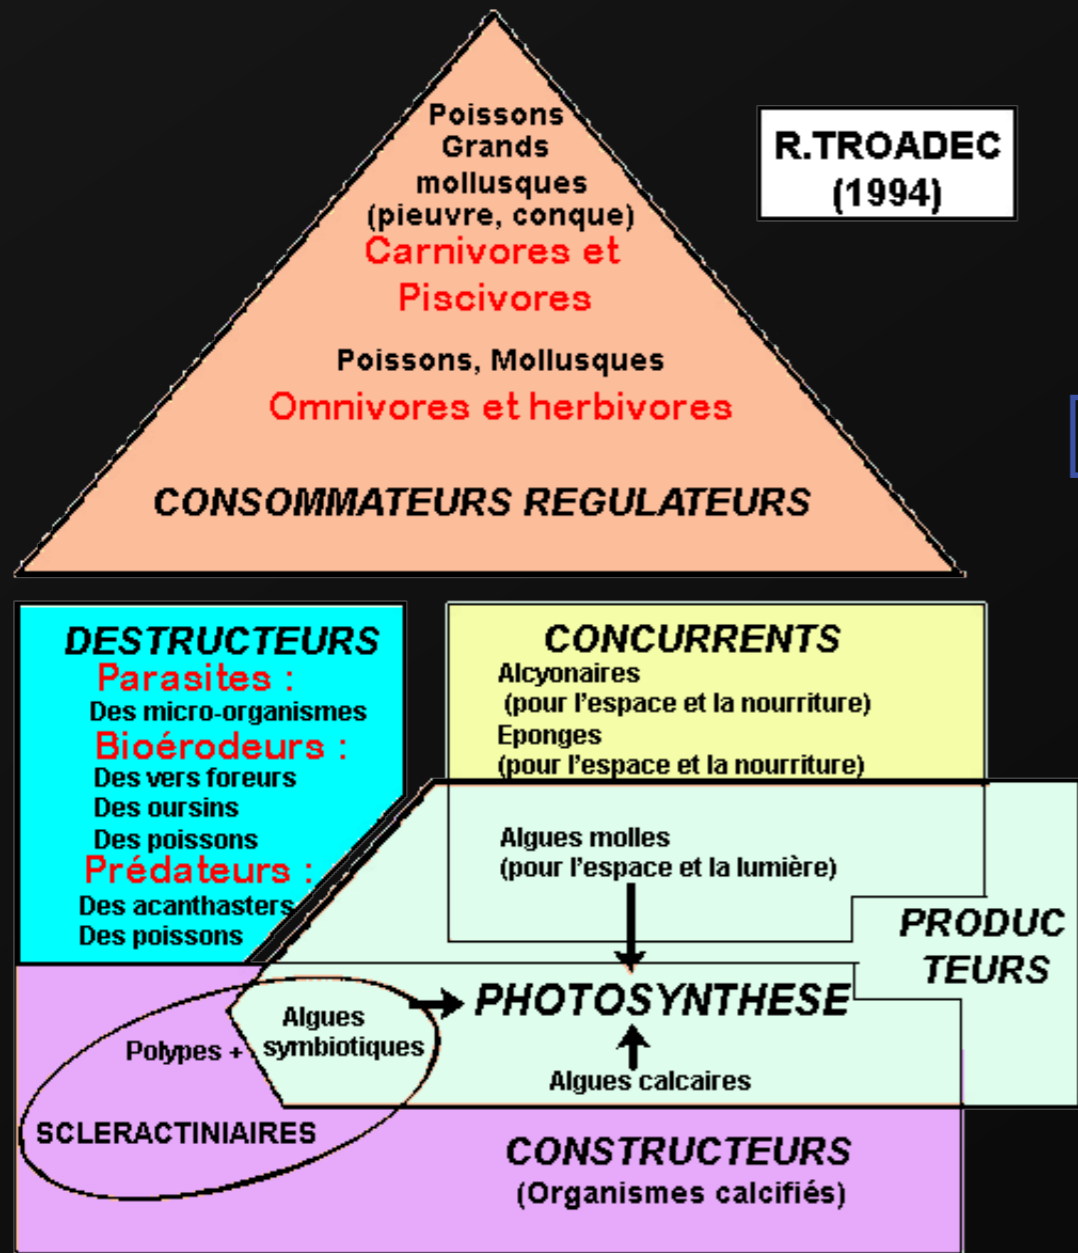 Poissons
Grands
mollusques
(pieuvre, conque)
Carnivores et
Piscivores
Poissons, Mollusques
Omnivores et herbivores
CONSOMMATEURS REGULATEURS
R.TROADEC
(1994)
DESTRUCTEURS
Parasites :
Des micro-organismes
Bioérodeurs :
Des vers foreurs
Des oursins
Des poissons
Prédateurs :
Des acanthasters
Des poissons
CONCURRENTS
Alcyonaires
(pour l'espace et la nourriture)
Eponges
(pour l'espace et la nourriture)
Algues molles
(pour l'espace et la lumière)
PRODUC
TEURS
PHOTOSYNTHESE
Algues
symbiotiques
Polypes +
Algues calcaires
SCLERACTINIAIRES
CONSTRUCTEURS
(Organismes calcifiés)